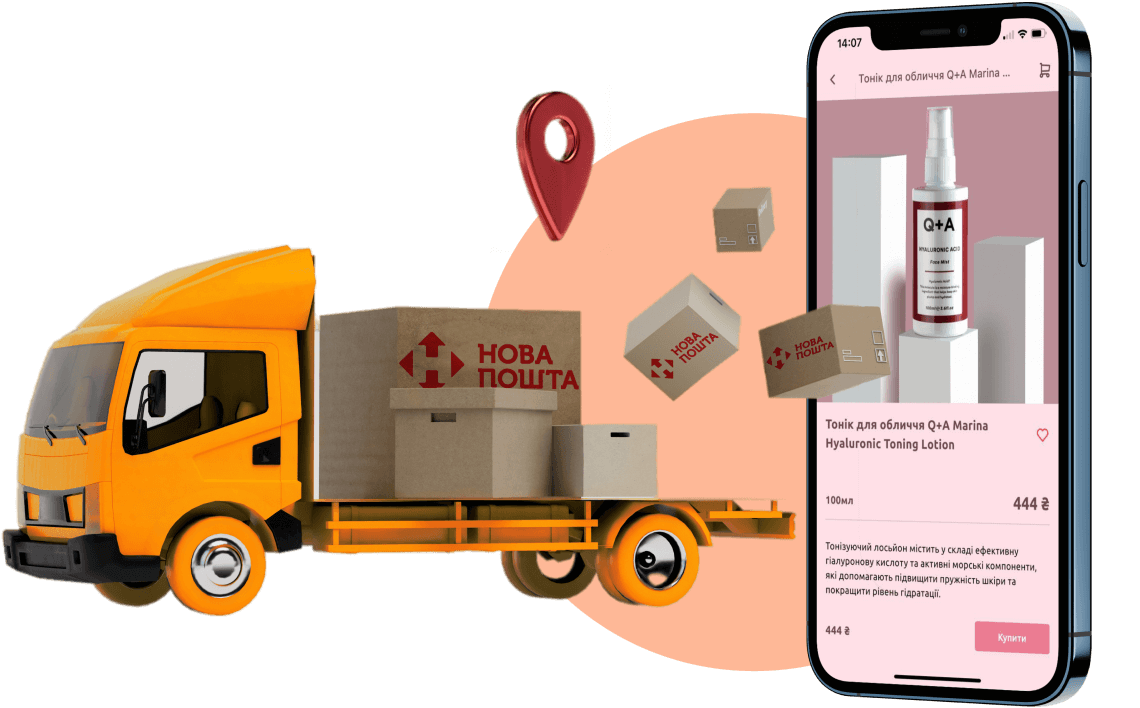 14:07
Тонік для обличчя Q+A Marina ...
Q+A
HYALURONIC ACID
Face Mist
НОВА
ПОШТА
НОВА
ПОШТА
НОВА
ПОШТА
Тонік для обличчя Q+A Marina
Hyaluronic Toning Lotion
100мл
444 ₴
Тонізуючий лосьйон містить у складі ефективну
гіалуронову кислоту та активні морські компоненти,
які допомагають підвищити пружність шкіри та
покращити рівень гідратації.
444 ₴
Купити